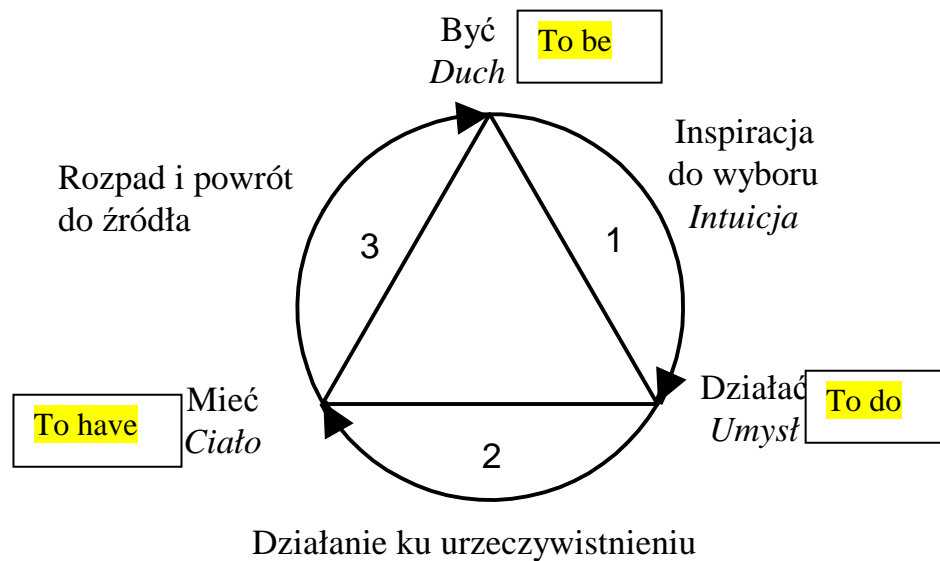 Być
Duch
To be
Inspiracja
do wyboru
Intuicja
Rozpad i powrót
do źródła
3
1
Mieć
Ciało
To have
Działać
Umysł
To do
2
Działanie ku urzeczywistnieniu